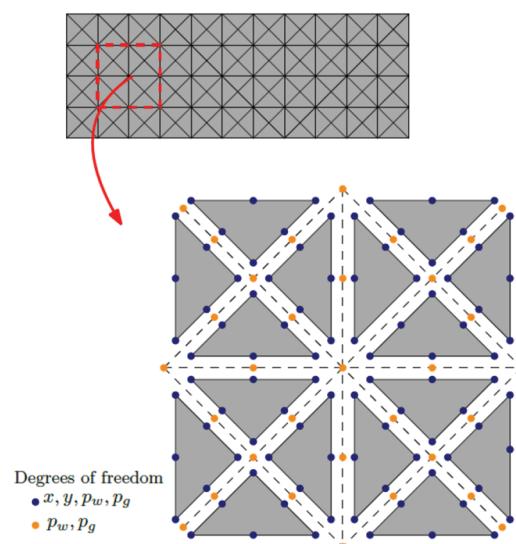 Degrees of freedom
x, y, p_w, p_g
p_w, p_g